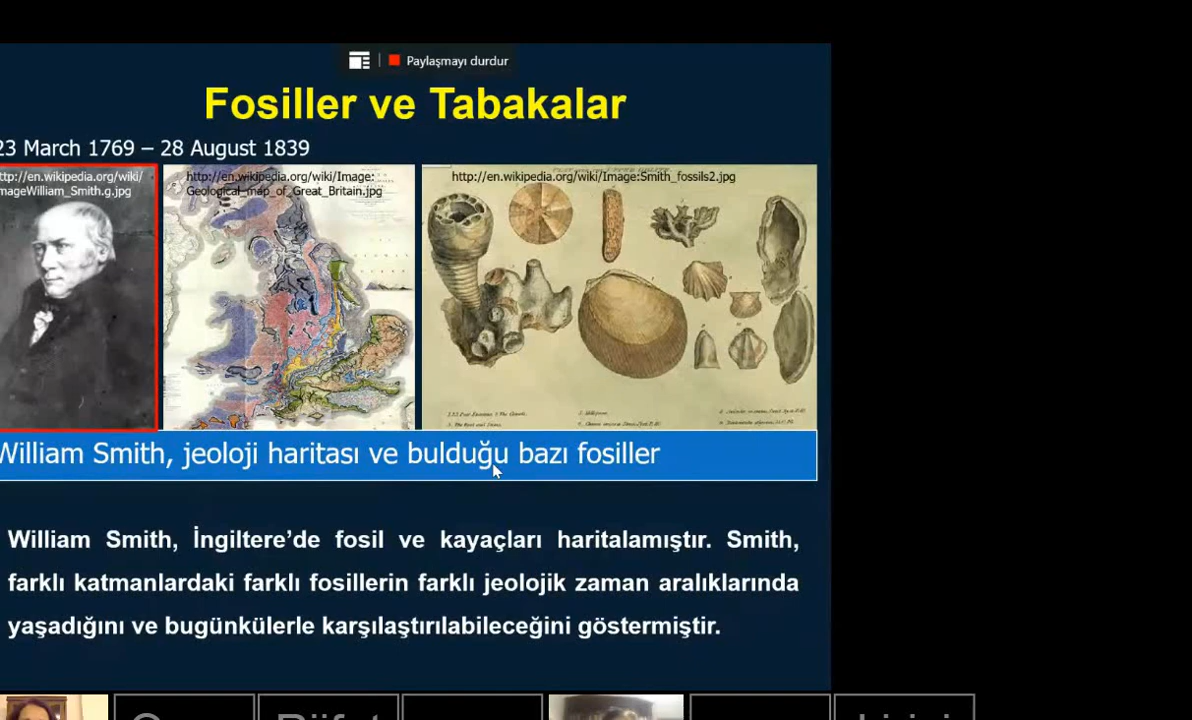 Paylaşmayı durdur
Fosiller ve Tabakalar
23 March 1769 – 28 August 1839
ttp://en.wikipedia.org/wiki/
mageWilliam_Smith.g.jpg
http://en.wikipedia.org/wiki/Image:
Geological_map_of_Great_Britain.jpg
http://en.wikipedia.org/wiki/Image:Smith_fossils2.jpg
William Smith, jeoloji haritası ve bulduğu bazı fosiller
William Smith, İngiltere’de fosil ve kayaçları haritalamıştır. Smith,
farklı katmanlardaki farklı fosillerin farklı jeolojik zaman aralıklarında
yaşadığını ve bugünkülerle karşılaştırılabileceğini göstermiştir.